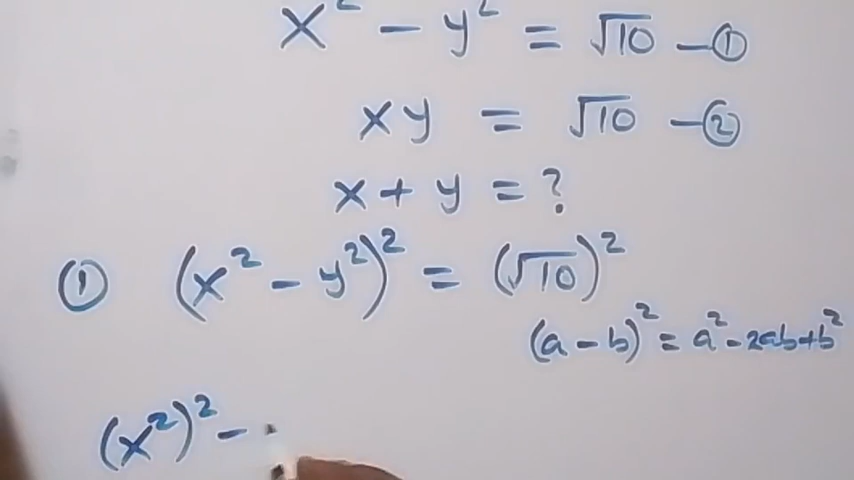 x² - y² = √10 -①
xy = √10 -②
x + y = ?
① (x² - y²)² = (√10)²
(a - b)² = a² - 2ab + b²
(x²)² -